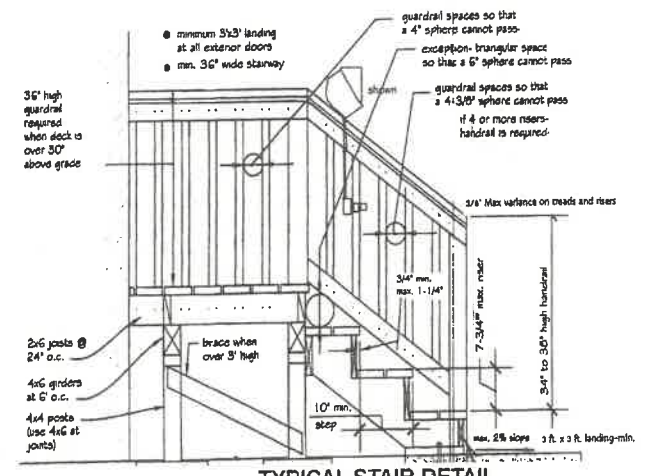 ● minimum 3'x3' landing
at all exterior doors
● min. 36" wide stairway
guardrail spaces so that
a 4" sphere cannot pass
exception- triangular space
so that a 6" sphere cannot pass
shown
guardrail spaces so that
a 4-3/8" sphere cannot pass
if 4 or more risers-
handrail is required
36" high
guardrail
required
when deck is
over 30"
above grade
3/8" Max variance on treads and risers
3/4" min.
max. 1-1/4"
7-3/4" max. riser
34" to 38" high handrail
2x6 joists @
24" o.c.
brace when
over 3' high
4x6 girders
at 6' o.c.
4x4 posts
(use 4x6 at
joints)
10" min.
step
max. 2% slope
3 ft. x 3 ft. landing-min.
TYPICAL STAIR DETAIL